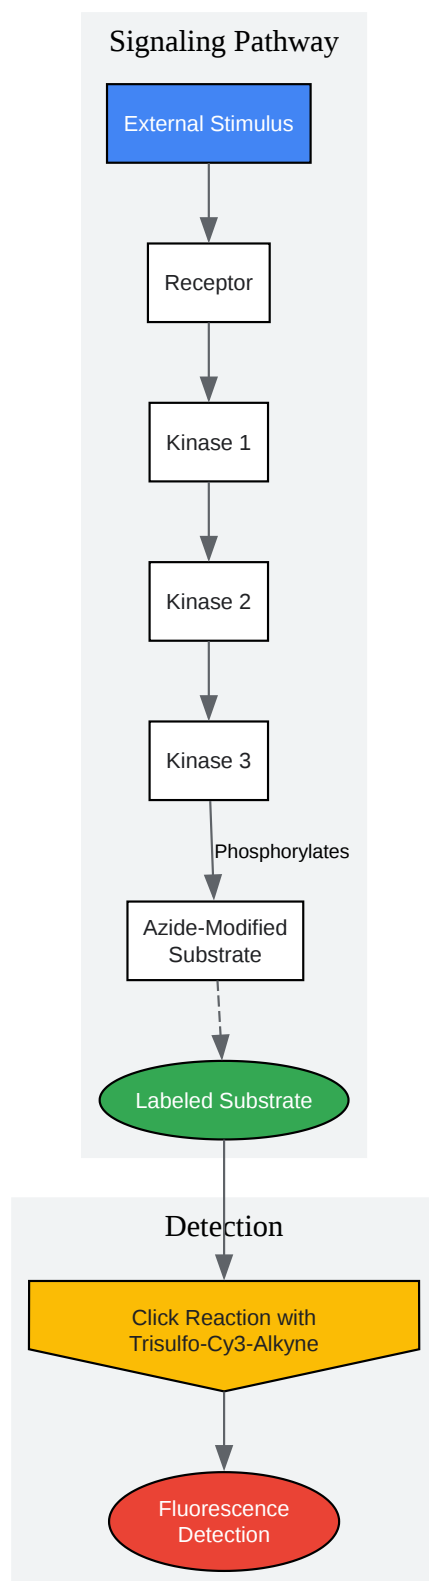 Signaling Pathway
External Stimulus
Receptor
Kinase 1
Kinase 2
Kinase 3
Phosphorylates
Azide-Modified
Substrate
Labeled Substrate
Detection
Click Reaction with
Trisulfo-Cy3-Alkyne
Fluorescence
Detection